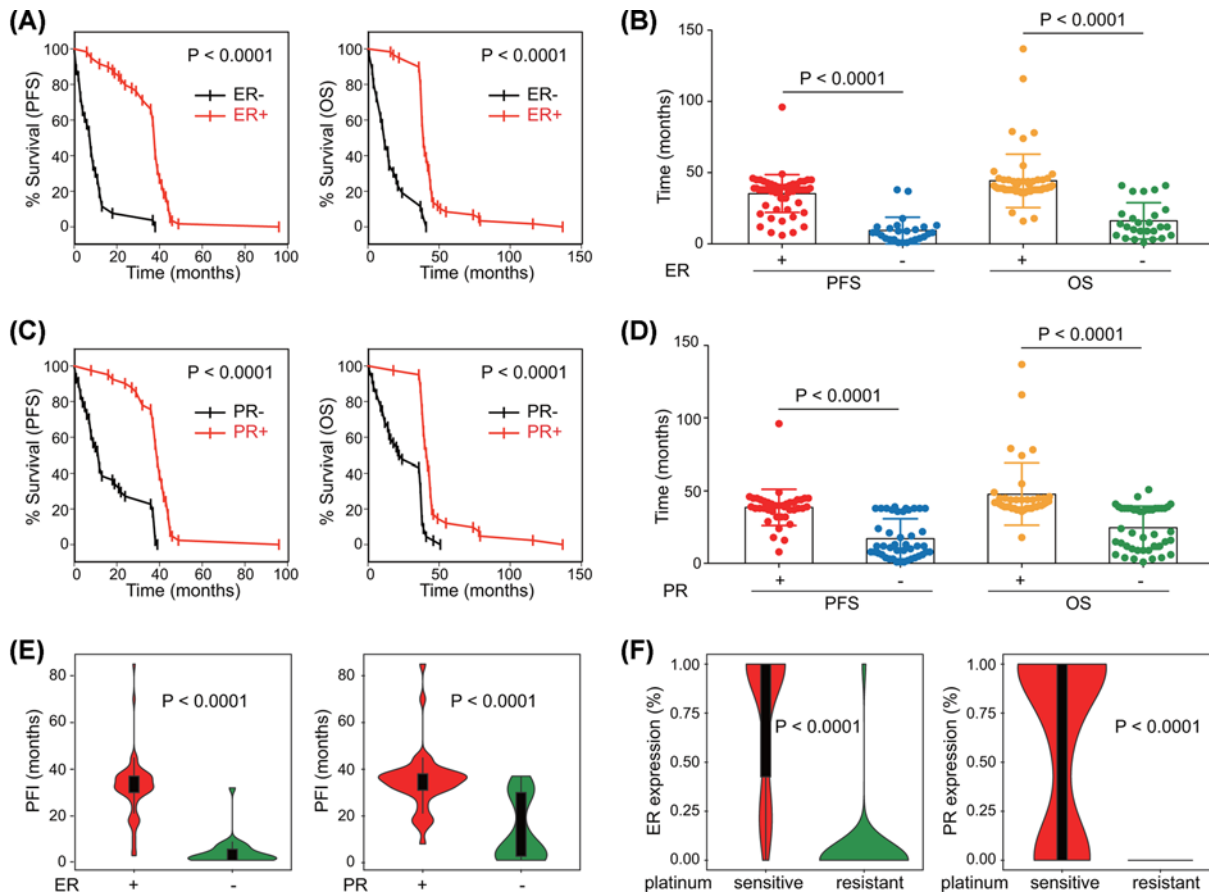 (A)
% Survival (PFS)
100
80
60
40
20
0
P < 0.0001
ER-
ER+
0 20 40 60 80 100
Time (months)
% Survival (OS)
100
80
60
40
20
0
P < 0.0001
ER-
ER+
0 50 100 150
Time (months)
(B)
Time (months)
150
100
50
0
P < 0.0001
P < 0.0001
ER + - + -
PFS OS
(C)
% Survival (PFS)
100
80
60
40
20
0
P < 0.0001
PR-
PR+
0 20 40 60 80 100
Time (months)
% Survival (OS)
100
80
60
40
20
0
P < 0.0001
PR-
PR+
0 50 100 150
Time (months)
(D)
Time (months)
150
100
50
0
P < 0.0001
P < 0.0001
PR + - + -
PFS OS
(E)
PFI (months)
80
60
40
20
0
P < 0.0001
ER + -
PFI (months)
80
60
40
20
0
P < 0.0001
PR + -
(F)
ER expression (%)
1.00
0.75
0.50
0.25
0.00
P < 0.0001
platinum sensitive resistant
PR expression (%)
1.00
0.75
0.50
0.25
0.00
P < 0.0001
platinum sensitive resistant